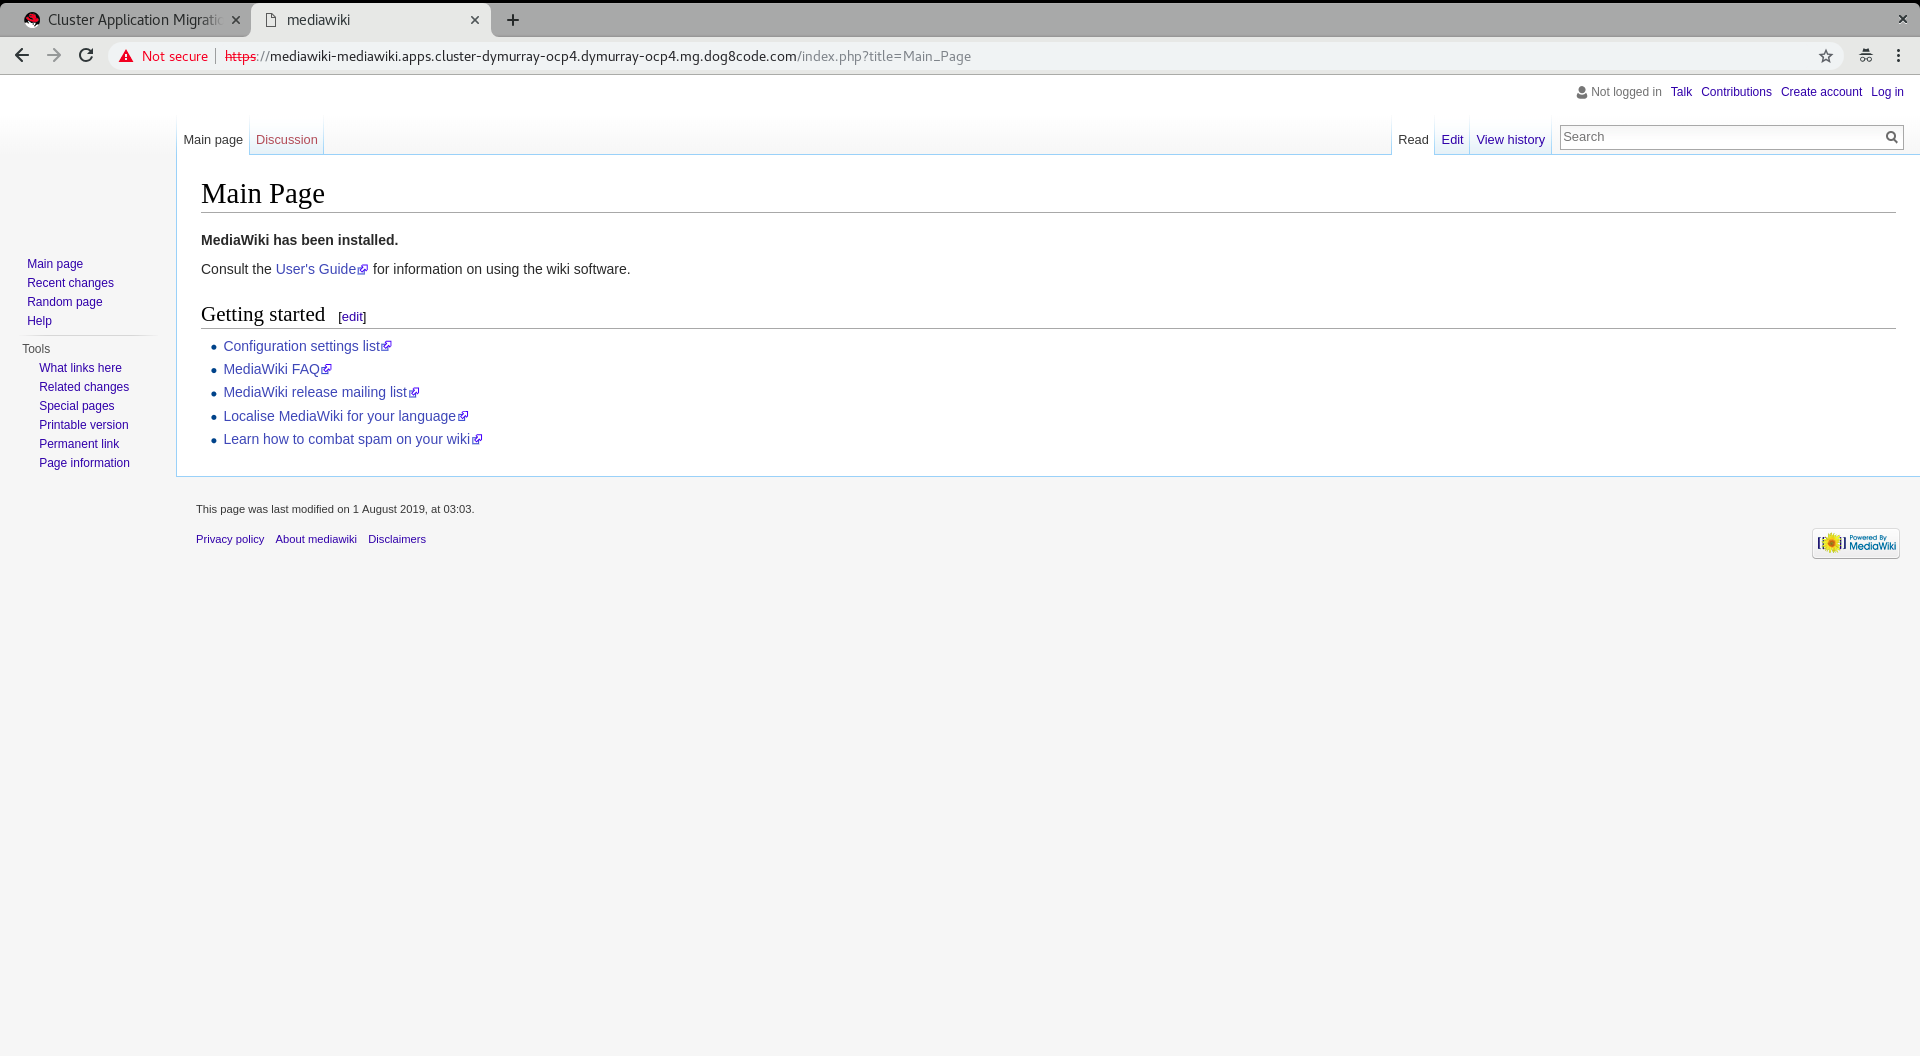 Cluster Application Migratic
mediawiki
Not secure https://mediawiki-mediawiki.apps.cluster-dymurray-ocp4.dymurray-ocp4.mg.dog8code.com/index.php?title=Main_Page
Not logged in Talk Contributions Create account Log in
Main page Discussion Read Edit View history Search
Main Page
MediaWiki has been installed.
Consult the User's Guide for information on using the wiki software.
Getting started [edit]
Configuration settings list
MediaWiki FAQ
MediaWiki release mailing list
Localise MediaWiki for your language
Learn how to combat spam on your wiki
Main page
Recent changes
Random page
Help
Tools
What links here
Related changes
Special pages
Printable version
Permanent link
Page information
This page was last modified on 1 August 2019, at 03:03.
Privacy policy About mediawiki Disclaimers
Powered By
MediaWiki